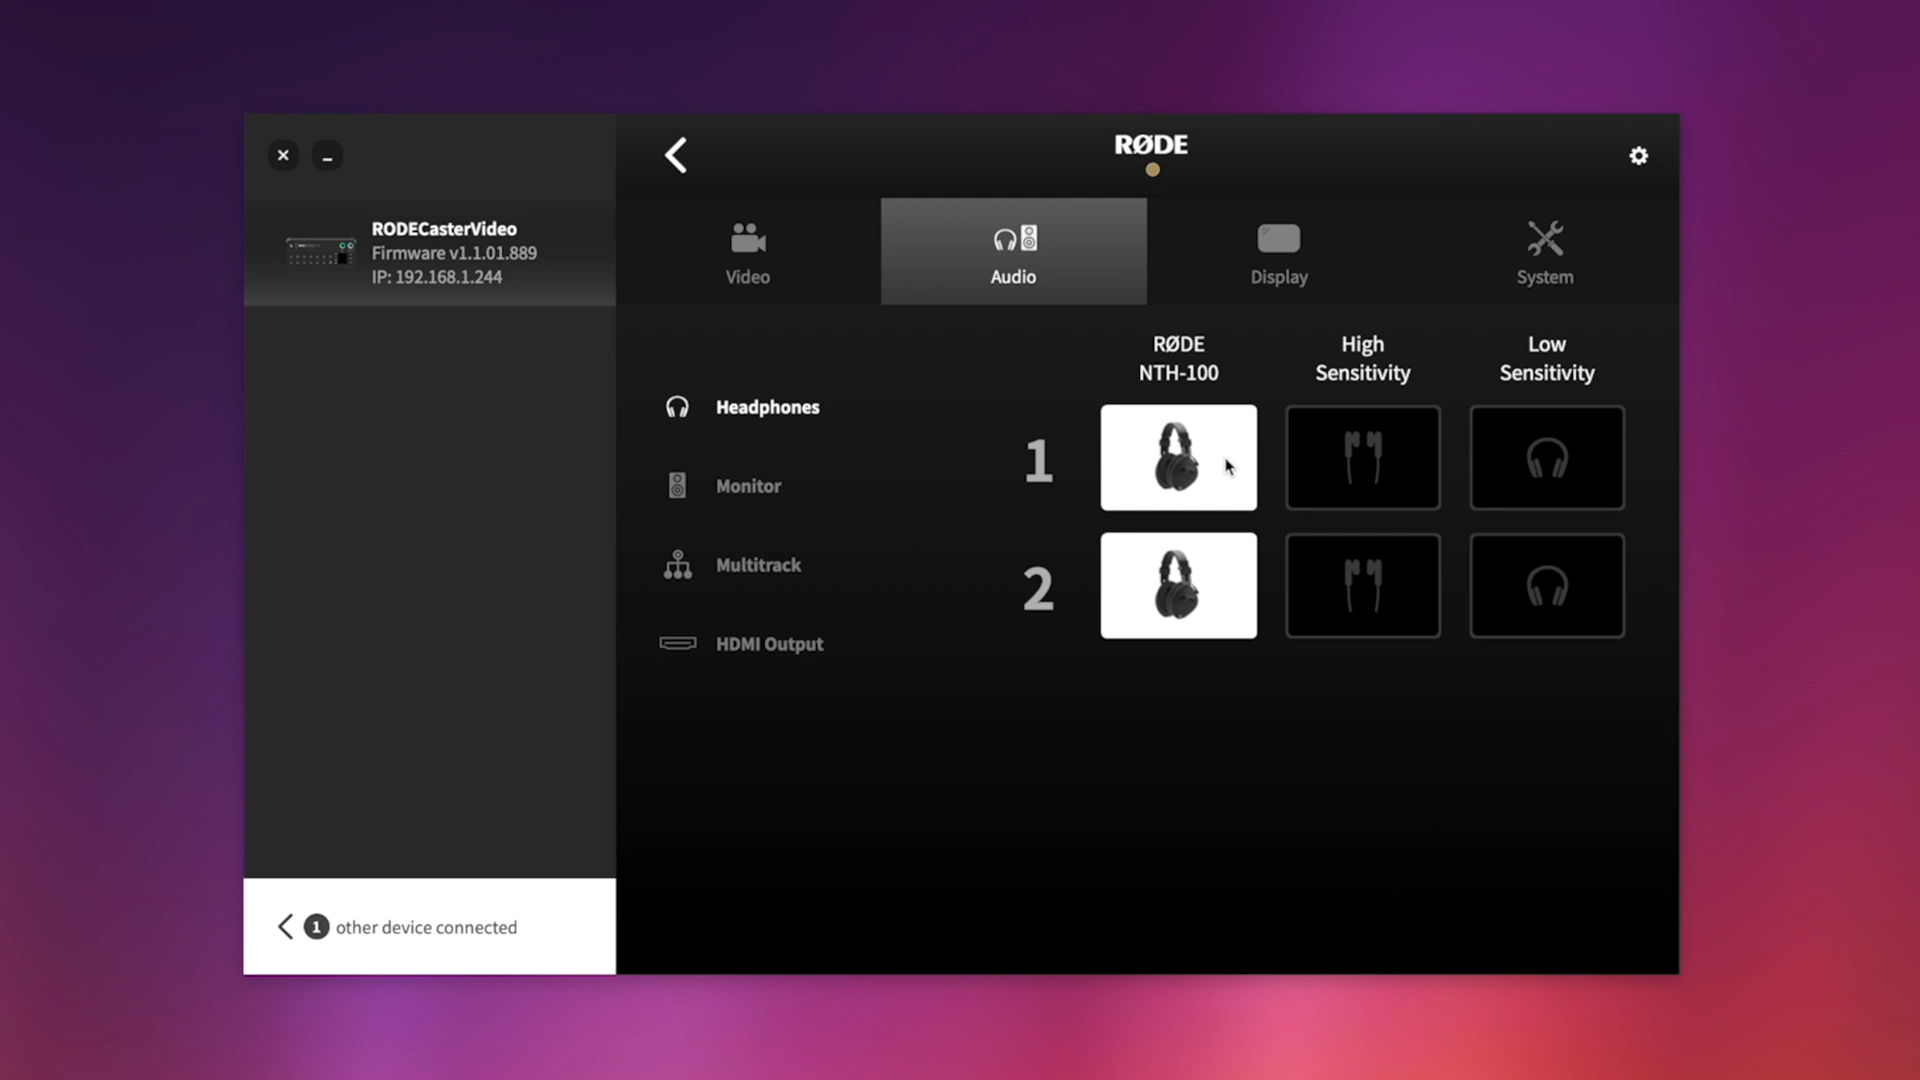 RØDE
RODECasterVideo
Firmware v1.1.01.889
IP: 192.168.1.244
Video
Audio
Display
System
RØDE
NTH-100
High
Sensitivity
Low
Sensitivity
Headphones
Monitor
Multitrack
HDMI Output
1
2
1 other device connected